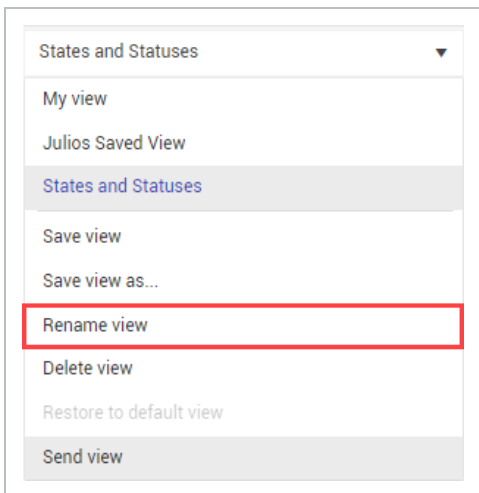 States and Statuses
My view
Julios Saved View
States and Statuses
Save view
Save view as...
Rename view
Delete view
Restore to default view
Send view